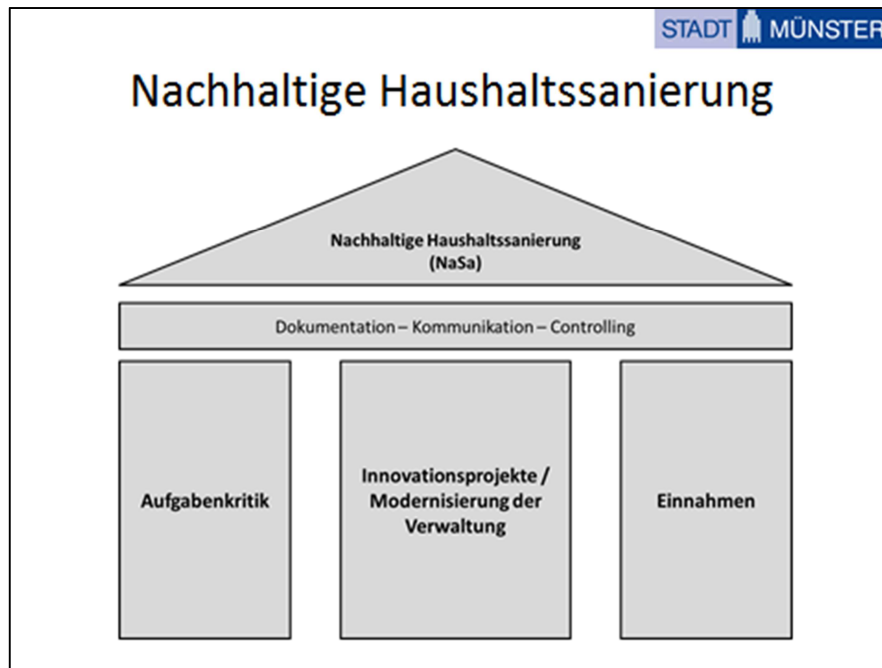 STADT MÜNSTER
Nachhaltige Haushaltssanierung
Nachhaltige Haushaltssanierung
(NaSa)
Dokumentation – Kommunikation – Controlling
Aufgabenkritik
Innovationsprojekte /
Modernisierung der
Verwaltung
Einnahmen